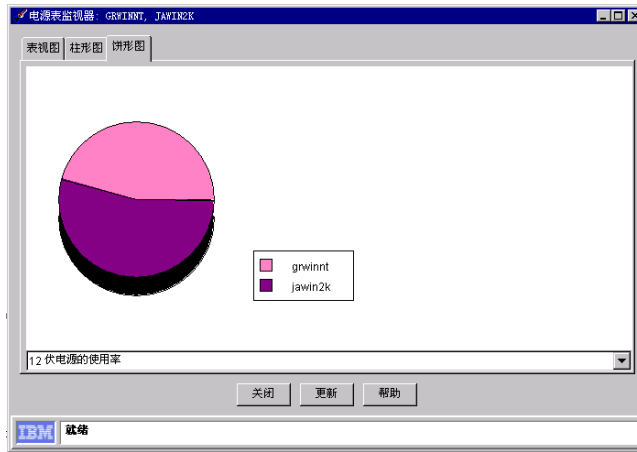 电源表监视器: GRWINNT, JAWIN2K
表视图 柱形图 饼形图
grwinnt
jawin2k
12 伏电源的使用率
关闭 更新 帮助
IBM 就绪